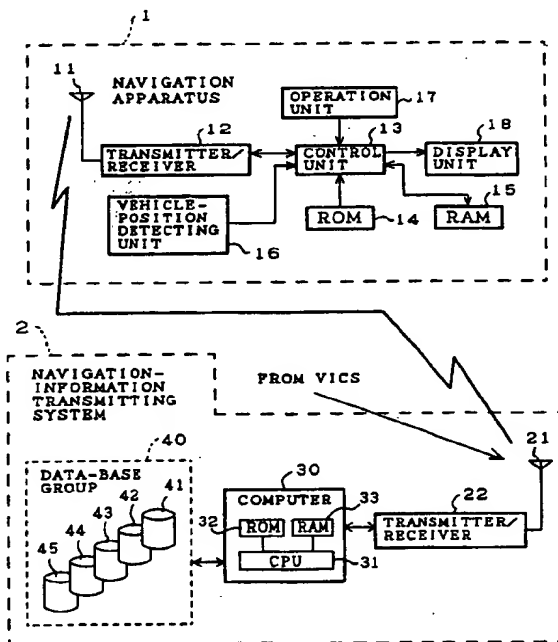 1
11
NAVIGATION
APPARATUS
OPERATION
UNIT
17
12
TRANSMITTER/
RECEIVER
13
CONTROL
UNIT
18
DISPLAY
UNIT
VEHICLE-
POSITION
DETECTING
UNIT
16
ROM
14
15
RAM
2
NAVIGATION-
INFORMATION
TRANSMITTING
SYSTEM
FROM VICS
21
40
DATA-BASE
GROUP
41
42
43
44
45
30
COMPUTER
33
32
ROM
RAM
CPU
31
22
TRANSMITTER/
RECEIVER